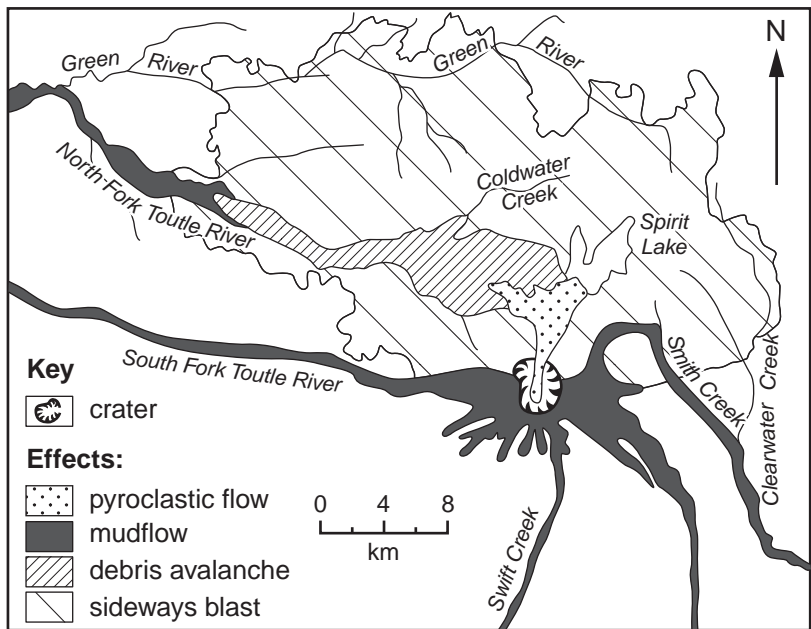 Green River
Green River
N
North Fork Toutle River
Coldwater
Creek
Spirit
Lake
South Fork Toutle River
Smith Creek
Clearwater Creek
Swift Creek
Key
crater
Effects:
pyroclastic flow
mudflow
debris avalanche
sideways blast
0 4 8
km